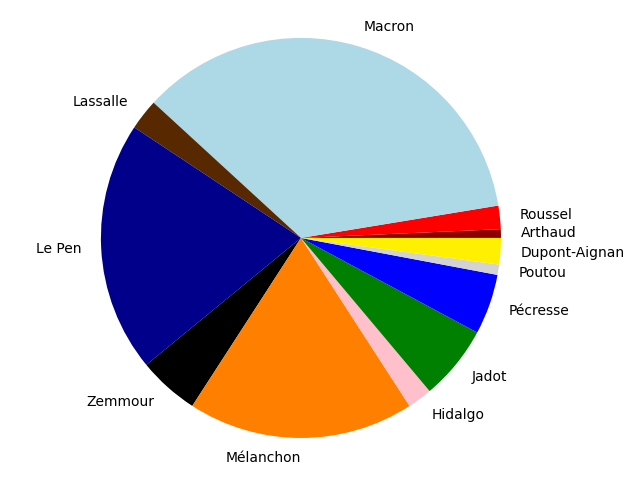 Macron
Lassalle
Roussel
Arthaud
Le Pen
Dupont-Aignan
Poutou
Pécresse
Jadot
Zemmour
Hidalgo
Mélanchon